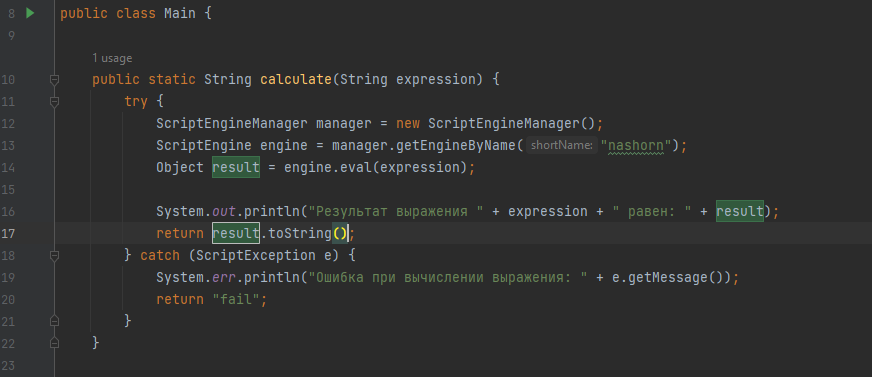 8 public class Main {
9
1 usage
10 public static String calculate(String expression) {
11 try {
12 ScriptEngineManager manager = new ScriptEngineManager();
13 ScriptEngine engine = manager.getEngineByName( shortName: "nashorn");
14 Object result = engine.eval(expression);
15
16 System.out.println("Результат выражения " + expression + " равен: " + result);
17 return result.toString();
18 } catch (ScriptException e) {
19 System.err.println("Ошибка при вычислении выражения: " + e.getMessage());
20 return "fail";
21 }
22 }
23